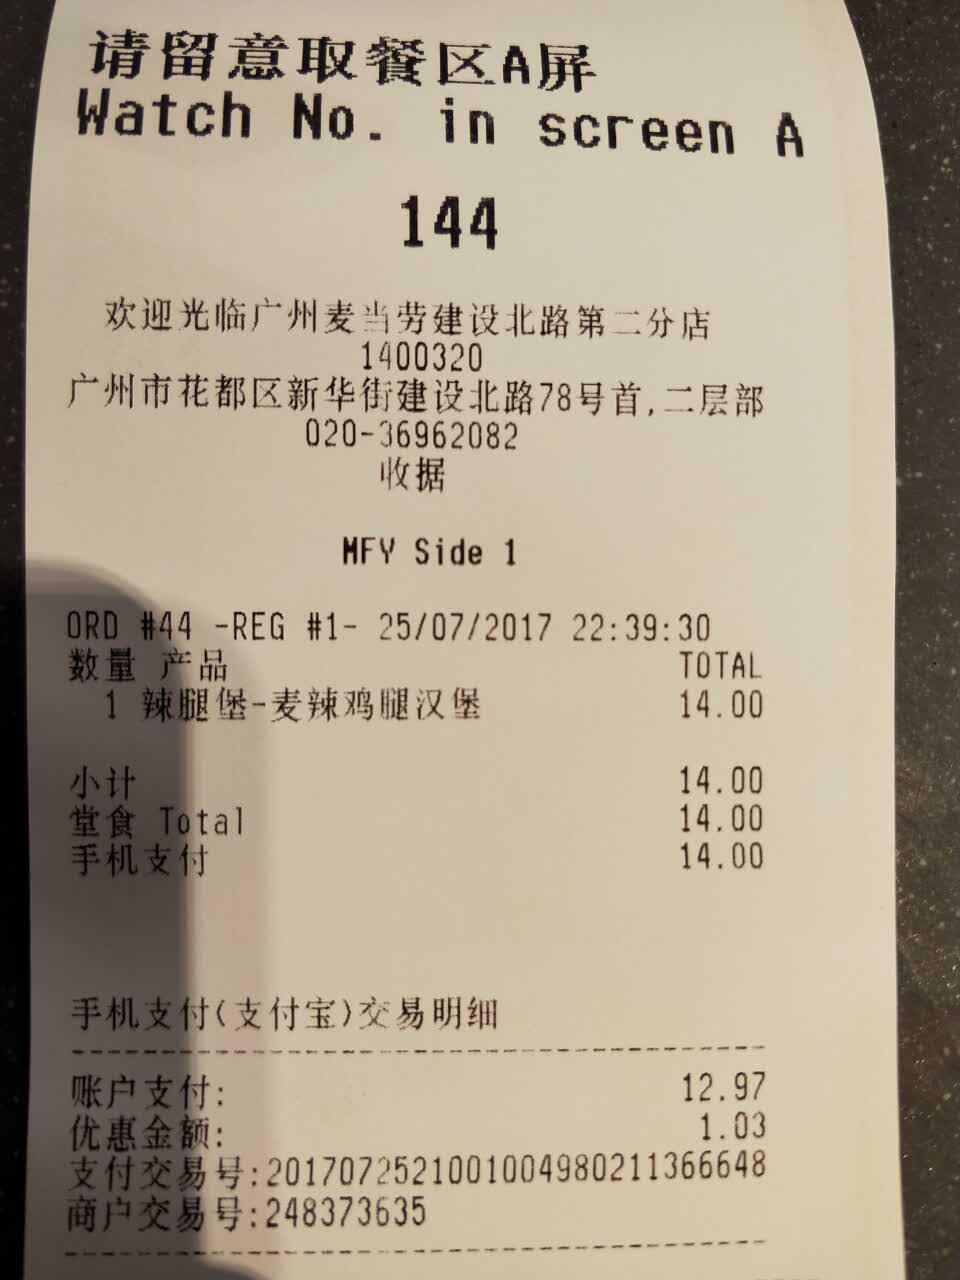 请留意取餐区A屏
Watch No. in screen A
144
欢迎光临广州麦当劳建设北路第二分店
1400320
广州市花都区新华街建设北路78号首,二层部
020-36962082
收据
MFY Side 1
ORD #44 -REG #1- 25/07/2017 22:39:30
数量 产品 TOTAL
1 辣腿堡-麦辣鸡腿汉堡 14.00
小计 14.00
堂食 Total 14.00
手机支付 14.00
手机支付(支付宝)交易明细
账户支付: 12.97
优惠金额: 1.03
支付交易号:2017072521001004980211366648
商户交易号:248373635